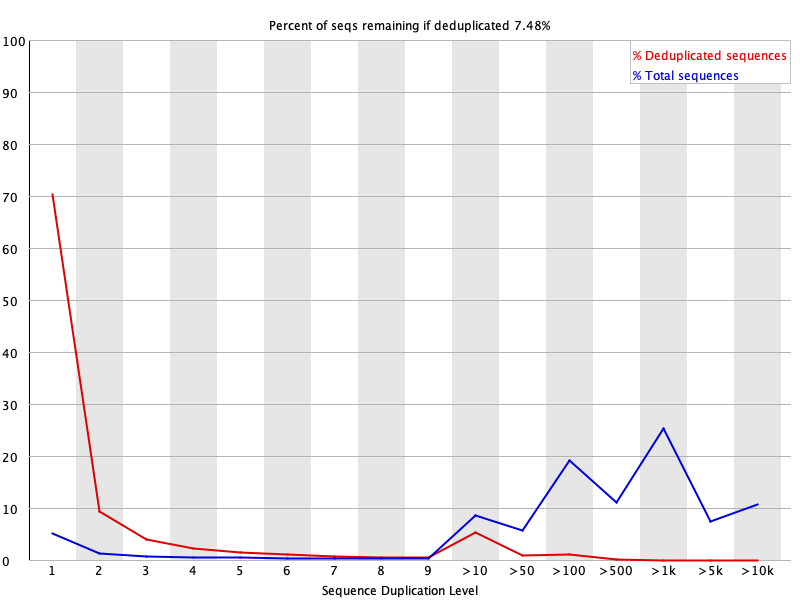 Percent of seqs remaining if deduplicated 7.48%
% Deduplicated sequences
% Total sequences
100
90
80
70
60
50
40
30
20
10
0
1 2 3 4 5 6 7 8 9 >10 >50 >100 >500 >1k >5k >10k
Sequence Duplication Level